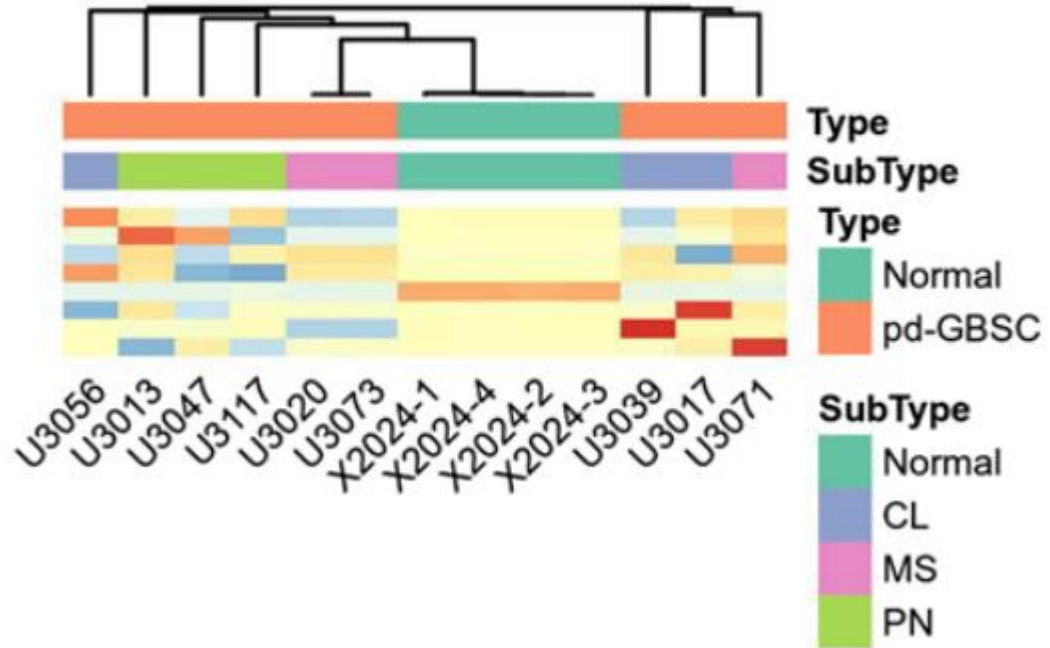 Type
SubType
Type
Normal
pd-GBSC
U3056
U3013
U3047
U3117
U3020
U3073
X2024-1
X2024-4
X2024-2
X2024-3
U3039
U3017
U3071
SubType
Normal
CL
MS
PN